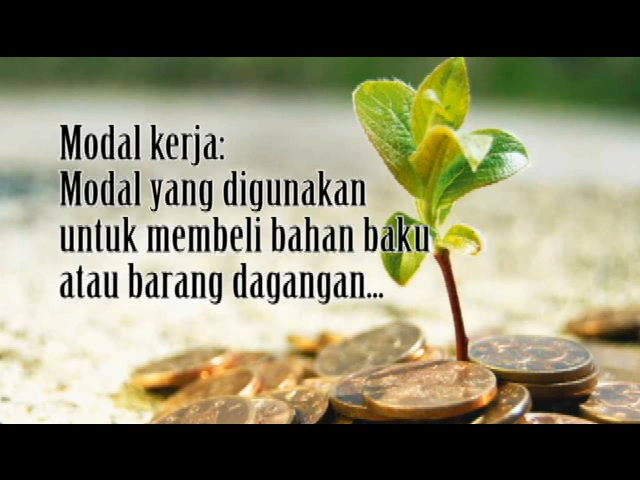 Modal kerja:
Modal yang digunakan
untuk membeli bahan baku
atau barang dagangan...